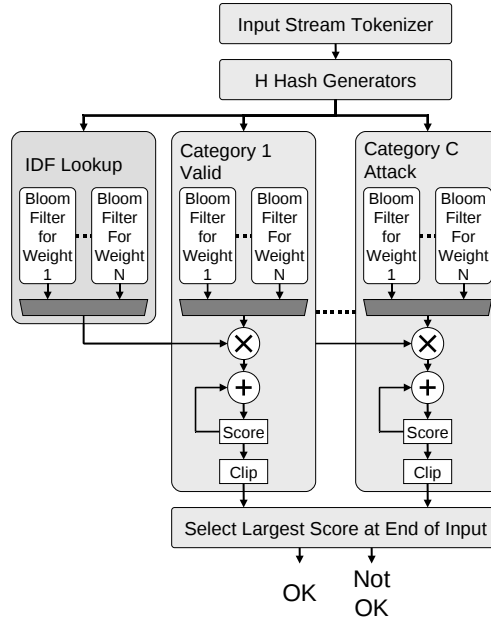 Input Stream Tokenizer
H Hash Generators
IDF Lookup
Bloom
Filter
for
Weight
1
Bloom
Filter
For
Weight
N
Category 1
Valid
Bloom
Filter
for
Weight
1
Bloom
Filter
For
Weight
N
Category C
Attack
Bloom
Filter
for
Weight
1
Bloom
Filter
For
Weight
N
×
+
Score
Clip
×
+
Score
Clip
Select Largest Score at End of Input
OK
Not
OK